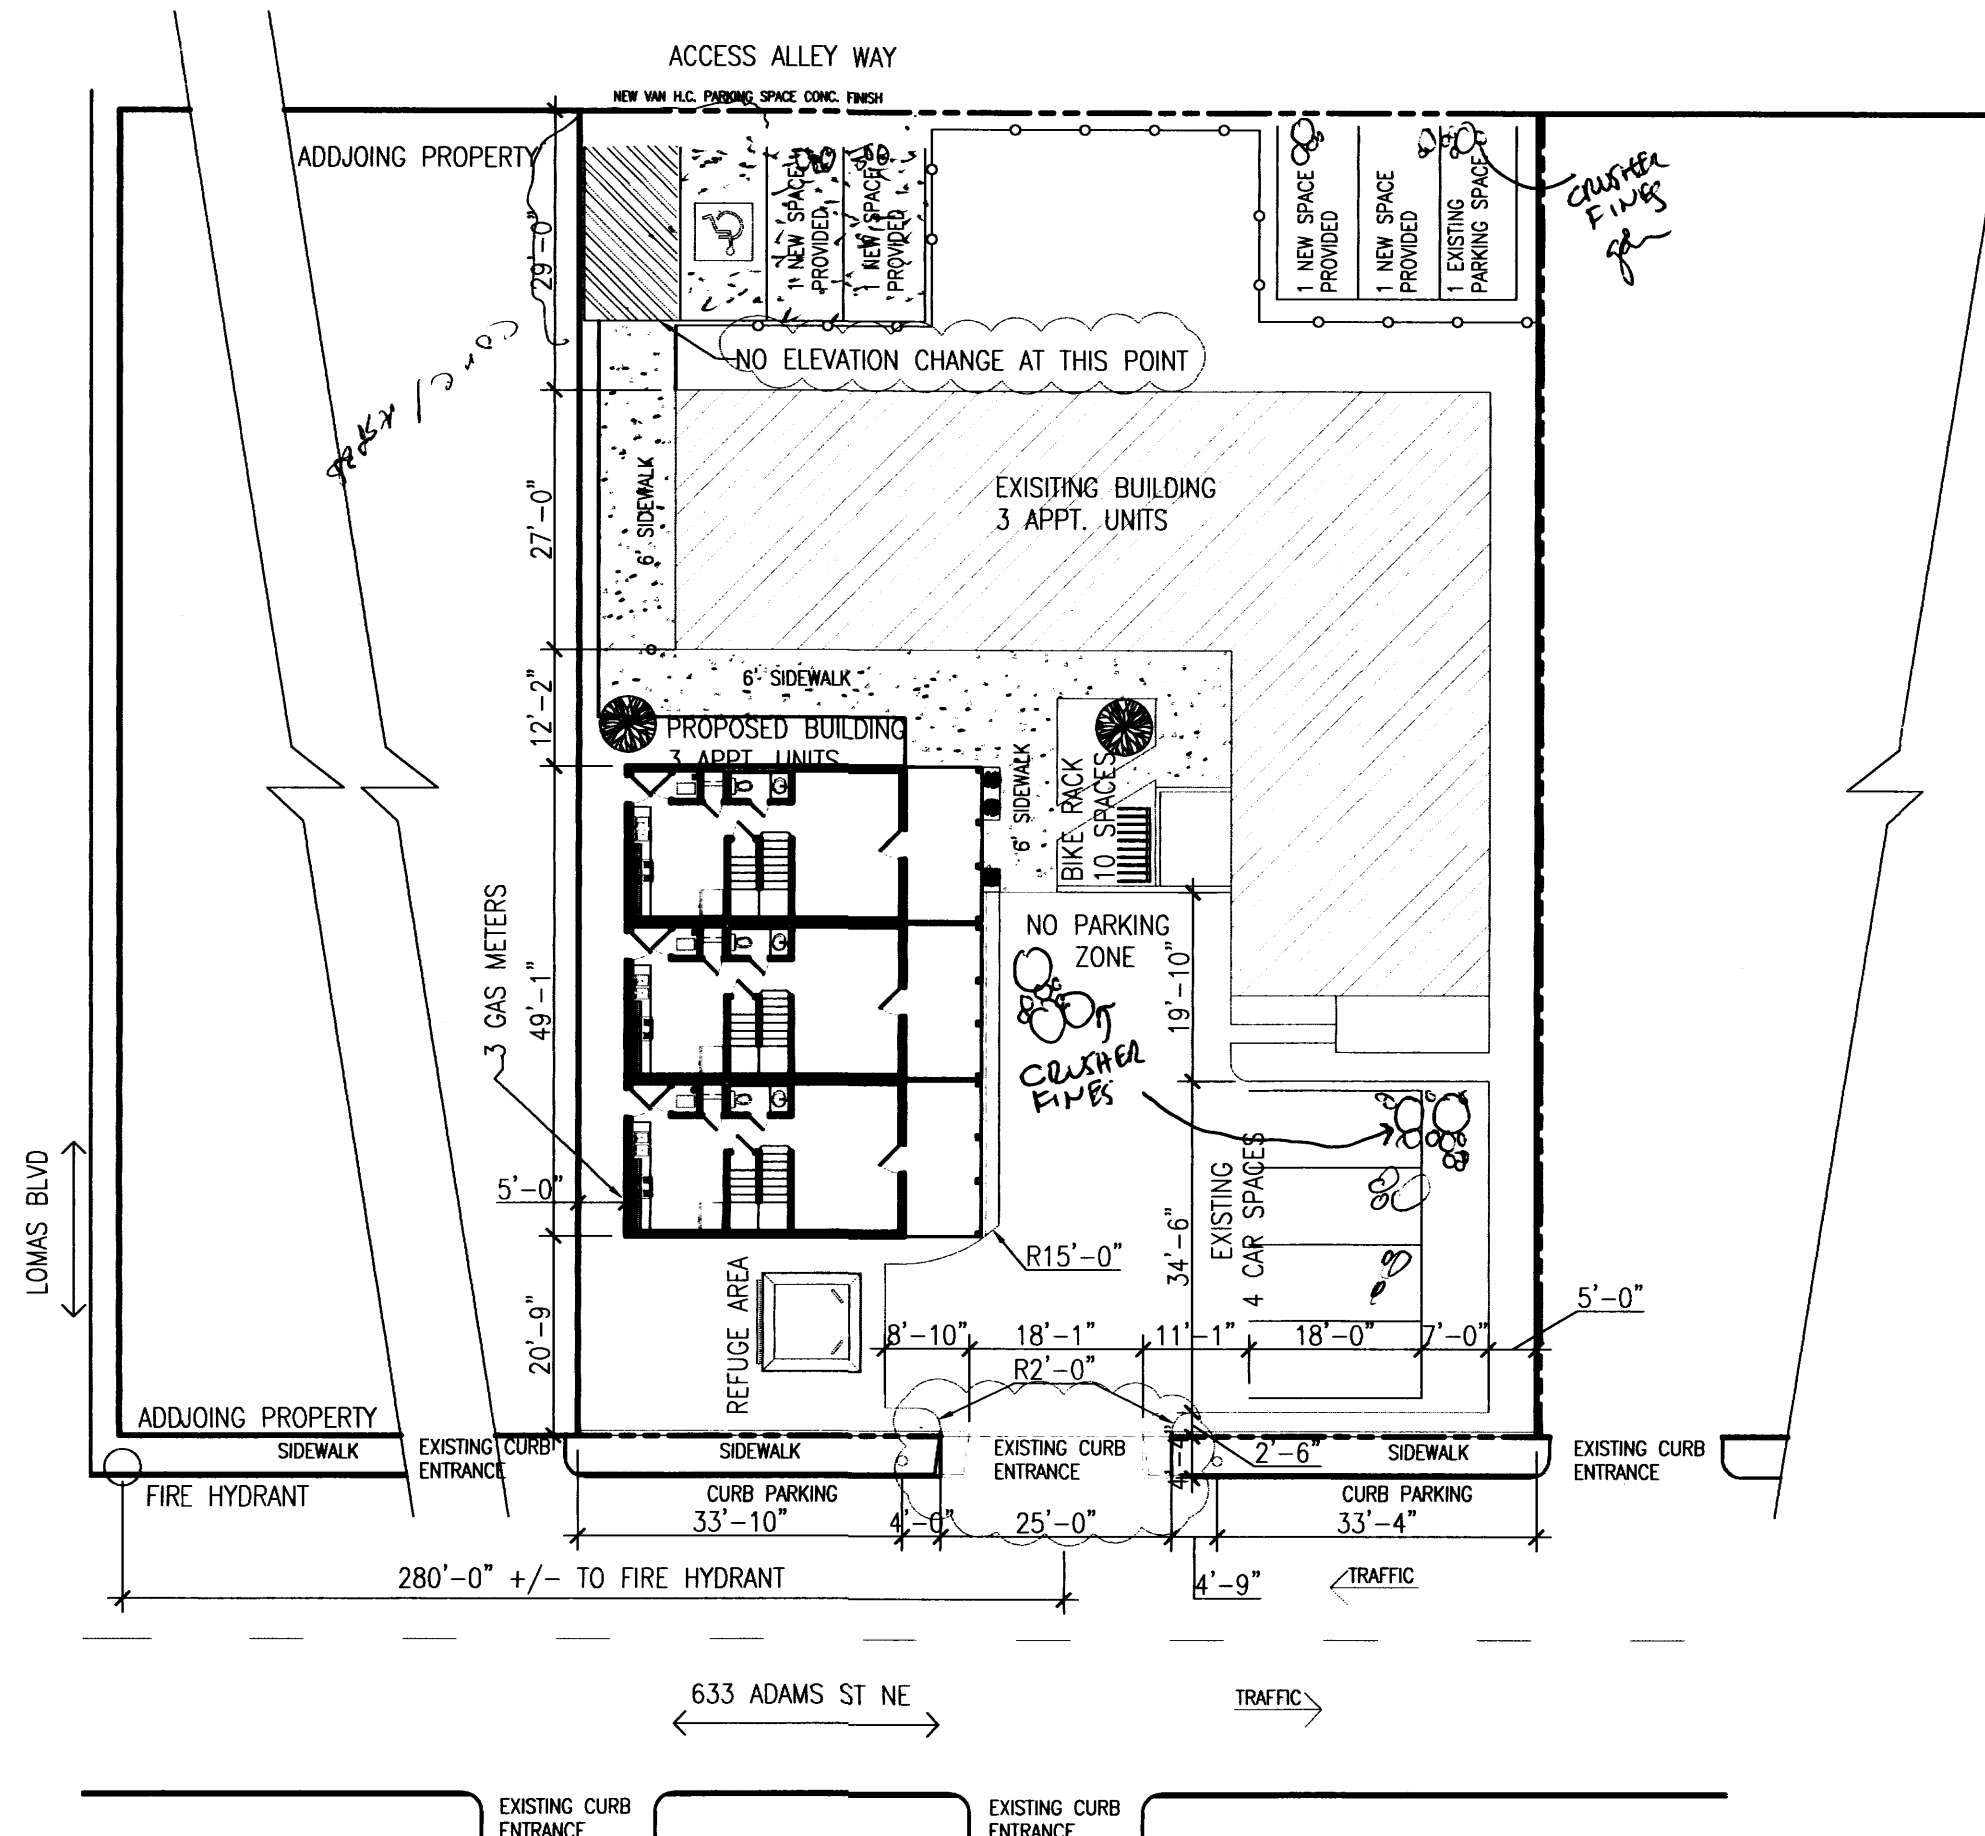 ACCESS ALLEY WAY
NEW VAN H.C. PARKING SPACE CONC. FINISH
ADDJOING PROPERTY
29'-0"
1 NEW SPACE
PROVIDED
1 NEW SPACE
PROVIDED
1 NEW SPACE
PROVIDED
1 NEW SPACE
PROVIDED
1 EXISTING
PARKING SPACE
CRUSHER
FINES
NO ELEVATION CHANGE AT THIS POINT
27'-0"
6' SIDEWALK
EXISITING BUILDING
3 APPT. UNITS
12'-2"
6' SIDEWALK
PROPOSED BUILDING
3 APPT. UNITS
6' SIDEWALK
BIKE RACK
10 SPACES
3 GAS METERS
49'-1"
NO PARKING
ZONE
19'-10"
CRUSHER
FINES
LOMAS BLVD
5'-0"
R15'-0"
34'-6"
EXISTING
4 CAR SPACES
REFUGE AREA
20'-9"
8'-10"
18'-1"
11'-1"
18'-0"
7'-0"
5'-0"
R2'-0"
ADDJOING PROPERTY
SIDEWALK
EXISTING CURB
ENTRANCE
SIDEWALK
EXISTING CURB
ENTRANCE
4'-4"
2'-6"
SIDEWALK
EXISTING CURB
ENTRANCE
FIRE HYDRANT
CURB PARKING
CURB PARKING
33'-10"
4'-0"
25'-0"
33'-4"
280'-0" +/- TO FIRE HYDRANT
4'-9"
TRAFFIC
633 ADAMS ST NE
TRAFFIC
EXISTING CURB
ENTRANCE
EXISTING CURB
ENTRANCE